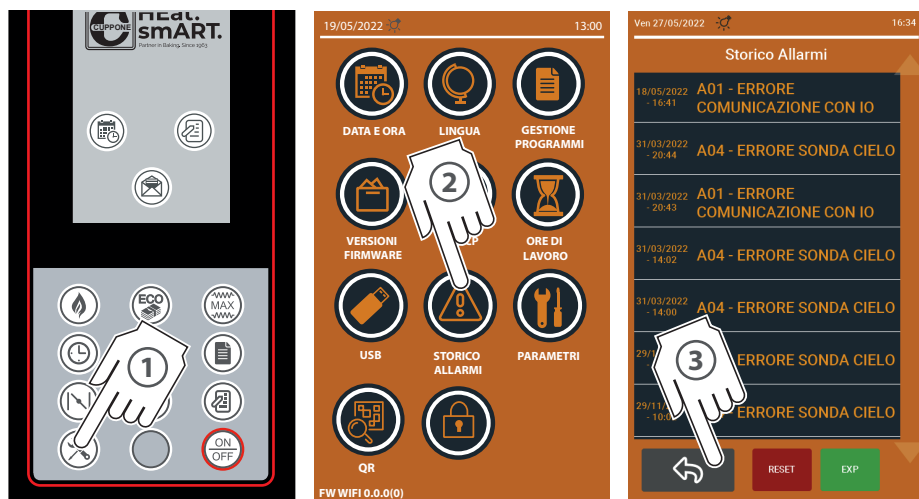 HEat.
CUPPONE smART.
Partner in Baking, Since 1963
ECO
MAX
1
ON
OFF
19/05/2022 13:00
DATA E ORA
LINGUA
GESTIONE
PROGRAMMI
2
VERSIONI
FIRMWARE
ORE DI
LAVORO
USB
STORICO
ALLARMI
PARAMETRI
QR
FW WIFI 0.0.0(0)
Ven 27/05/2022 16:34
Storico Allarmi
18/05/2022 A01 - ERRORE
- 16:41 COMUNICAZIONE CON IO
31/03/2022
- 20:44 A04 - ERRORE SONDA CIELO
31/03/2022 A01 - ERRORE
- 20:43 COMUNICAZIONE CON IO
31/03/2022
- 14:02 A04 - ERRORE SONDA CIELO
31/03/2022
- 14:00 A04 - ERRORE SONDA CIELO
3
- ERRORE SONDA CIELO
29/11/
- ERRORE SONDA CIELO
RESET
EXP